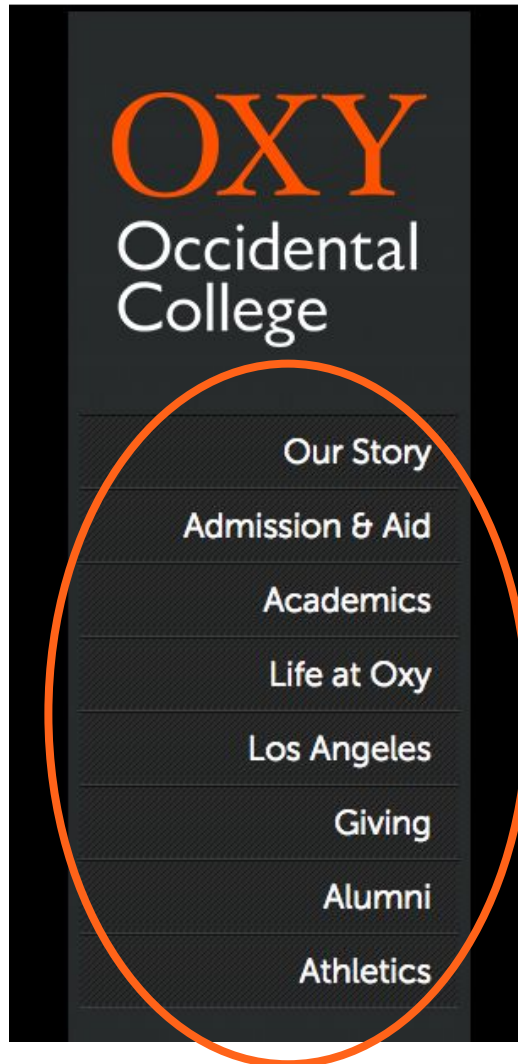 OXY
Occidental
College
Our Story
Admission & Aid
Academics
Life at Oxy
Los Angeles
Giving
Alumni
Athletics